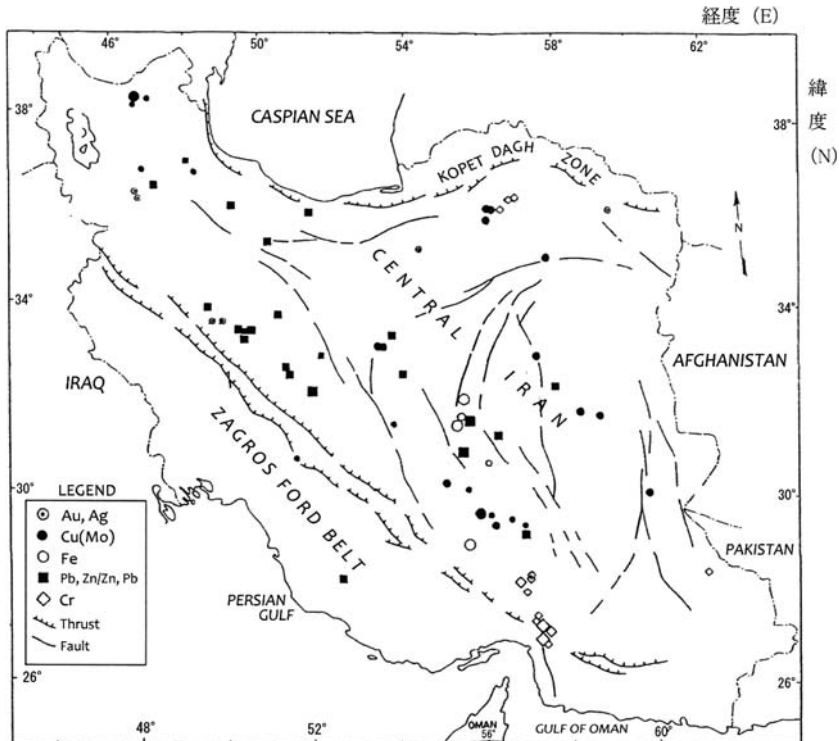 経度 (E)
46° 50° 54° 58°
緯度 (N)
38° 38°
CASPIAN SEA
KOPET DAGH ZONE
N
CENTRAL IRAN
34° 34°
AFGHANISTAN
IRAQ
ZAGROS FORD BELT
30° 30°
LEGEND
Au, Ag
Cu(Mo)
Fe
Pb, Zn/Zn, Pb
Cr
Thrust
Fault
PAKISTAN
PERSIAN
GULF
26° 26°
OMAN
GULF OF OMAN
48° 52° 56° 60°